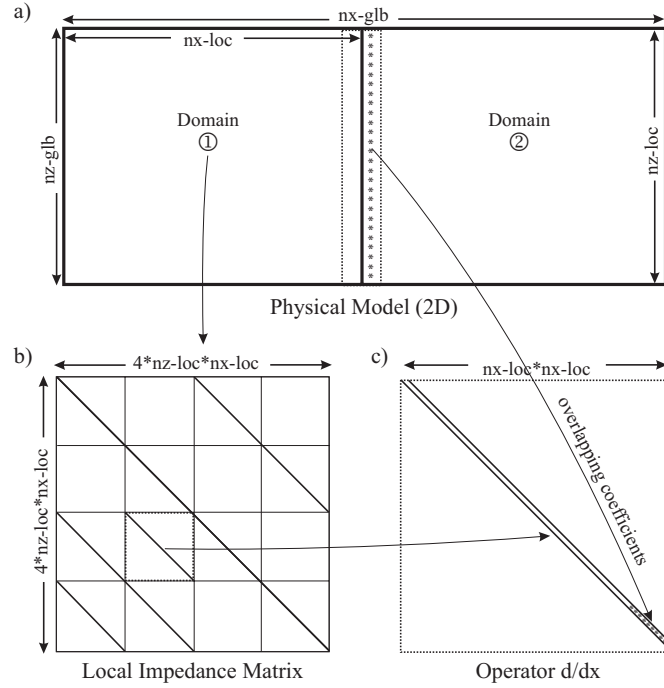 a)
nx-glb
nx-loc
Domain
①
Domain
②
nz-glb
nz-loc
Physical Model (2D)
b)
4*nz-loc*nx-loc
4*nz-loc*nx-loc
Local Impedance Matrix
c)
nx-loc*nx-loc
overlapping coefficients
Operator d/dx